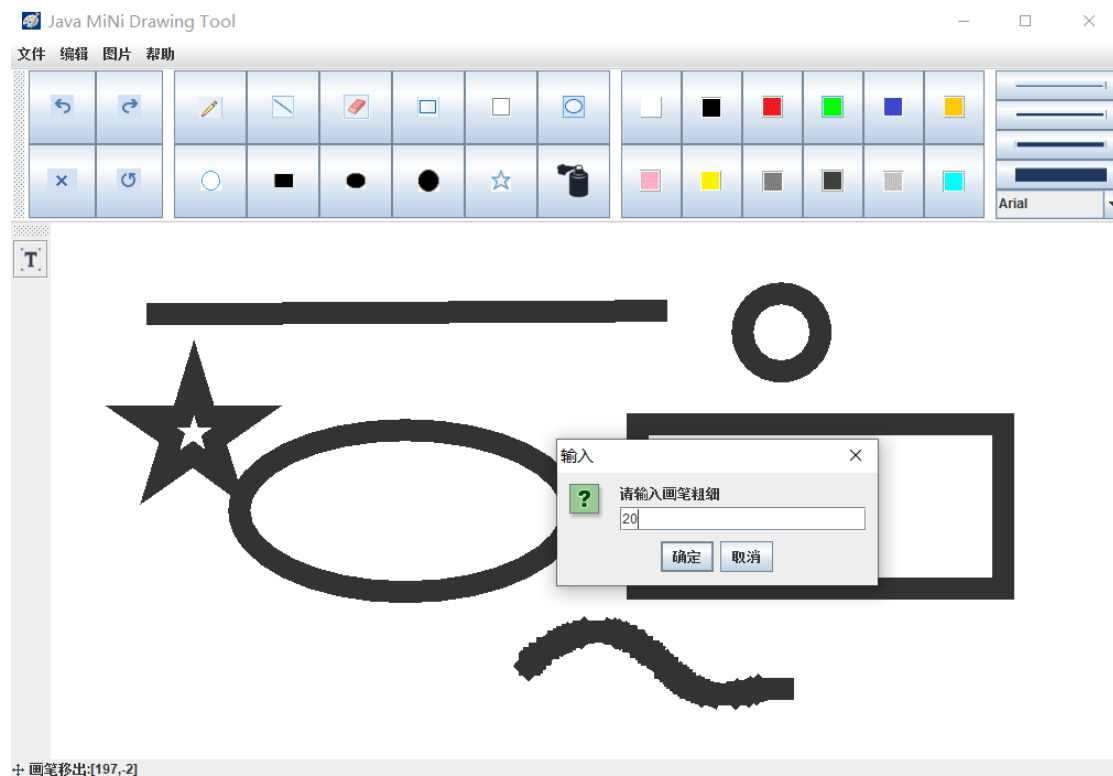 Java MiNi Drawing Tool
文件 编辑 图片 帮助
Arial
T
输入
请输入画笔粗细
20
确定 取消
画笔移出:[197,-2]